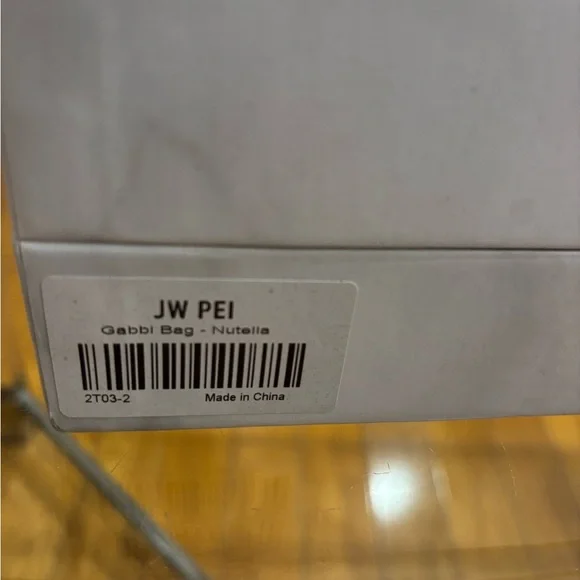 JW PEI
Gabbi Bag - Nutella
2T03-2 Made in China